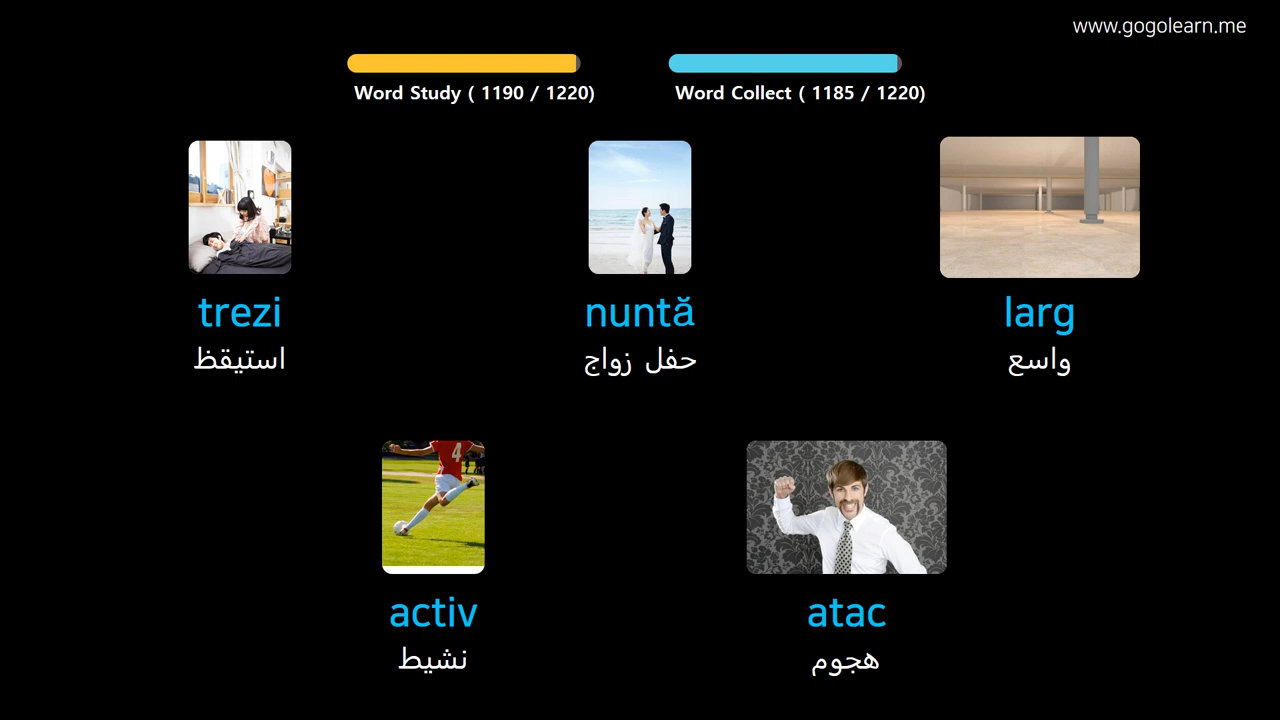 www.gogolearn.me
Word Study ( 1190 / 1220)
Word Collect ( 1185 / 1220)
trezi
استيقظ
nuntă
حفل زواج
larg
واسع
4
activ
نشيط
atac
هجوم